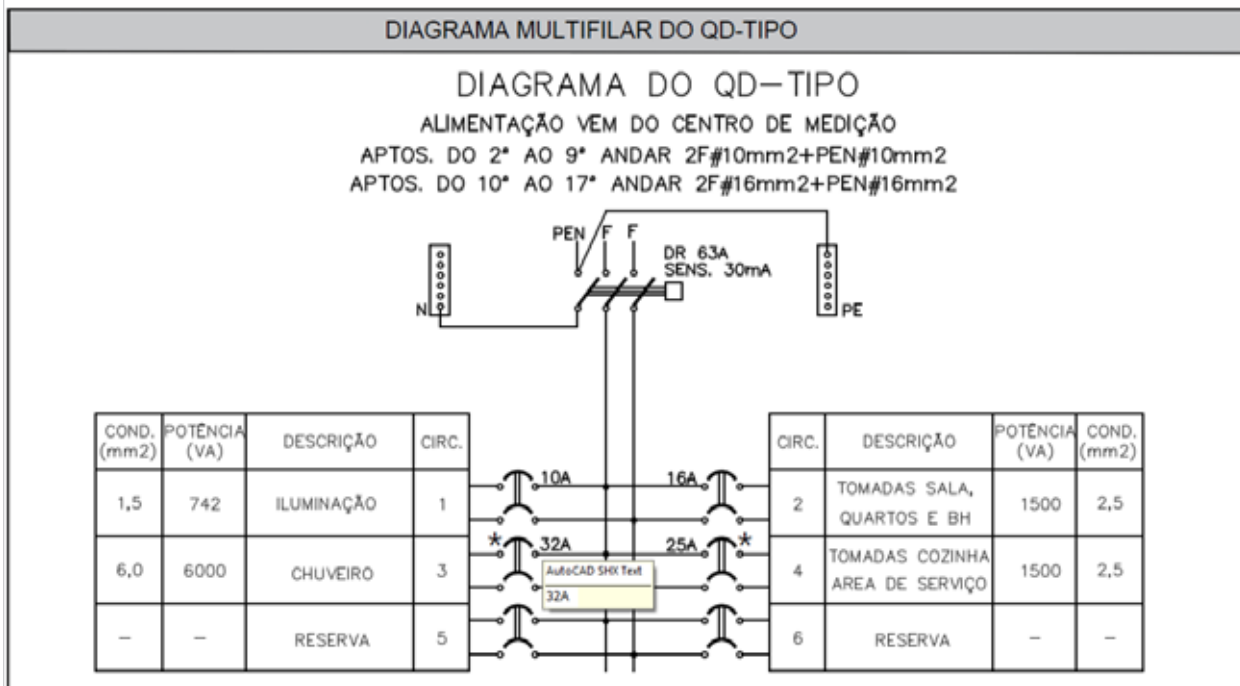 DIAGRAMA MULTIFILAR DO QD-TIPO
DIAGRAMA DO QD-TIPO
ALIMENTAÇÃO VEM DO CENTRO DE MEDIÇÃO
APTOS. DO 2° AO 9° ANDAR 2F#10mm2+PEN#10mm2
APTOS. DO 10° AO 17° ANDAR 2F#16mm2+PEN#16mm2
PEN F F
DR 63A
SENS. 30mA
N
PE
COND. (mm2) POTÊNCIA (VA) DESCRIÇÃO CIRC.
1,5 742 ILUMINAÇÃO 1
6,0 6000 CHUVEIRO 3
- - RESERVA 5
10A 16A
* 32A 25A *
AutoCAD SHX Text
32A
CIRC. DESCRIÇÃO POTÊNCIA (VA) COND. (mm2)
2 TOMADAS SALA, QUARTOS E BH 1500 2,5
4 TOMADAS COZINHA AREA DE SERVIÇO 1500 2,5
6 RESERVA - -